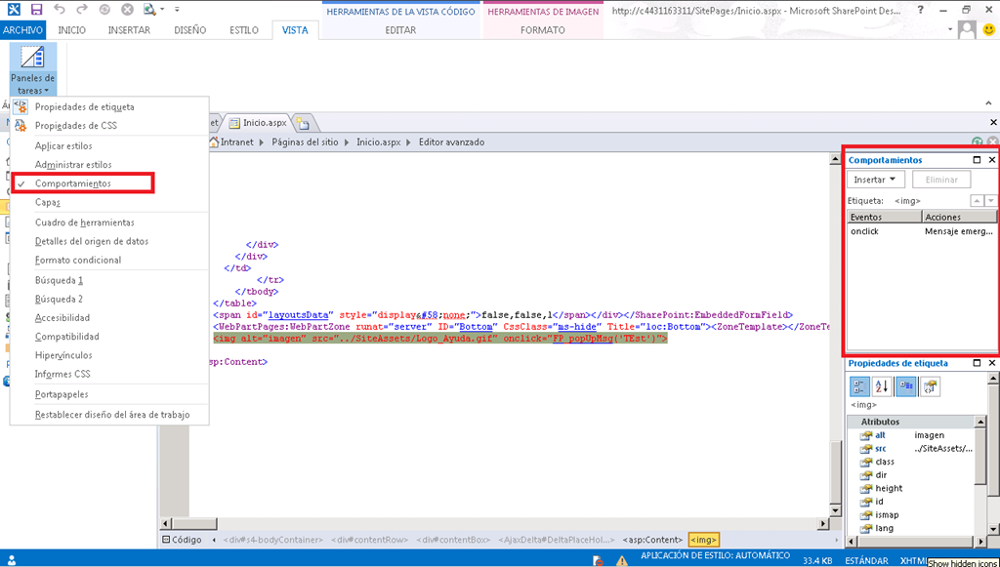 HERRAMIENTAS DE LA VISTA CÓDIGO
HERRAMIENTAS DE IMAGEN
http://c4431163311/SitePages/Inicio.aspx - Microsoft SharePoint Des...
ARCHIVO
INICIO
INSERTAR
DISEÑO
ESTILO
VISTA
EDITAR
FORMATO
Paneles de
tareas
Propiedades de etiqueta
Propiedades de CSS
Aplicar estilos
Administrar estilos
Comportamientos
Capas
Cuadro de herramientas
Detalles del origen de datos
Formato condicional
Búsqueda 1
Búsqueda 2
Accesibilidad
Compatibilidad
Hipervínculos
Informes CSS
Portapapeles
Restablecer diseño del área de trabajo
et
Inicio.aspx
Intranet
Páginas del sitio
Inicio.aspx
Editor avanzado
</div>
</div>
</td>
</tr>
</tbody>
</table>
<span id="layoutsData" style="display&#58;none;">false,false,1</span></div></SharePoint:EmbeddedFormField>
<WebPartPages:WebPartZone runat="server" ID="Bottom" CssClass="ms-hide" Title="loc:Bottom"><ZoneTemplate></ZoneTe
<img alt="imagen" src="../SiteAssets/Logo_Ayuda.gif" onclick="FP_popUpMsg('TEst')">
sp:Content>
Comportamientos
Insertar
Eliminar
Etiqueta: <img>
Eventos
Acciones
onclick
Mensaje emerg...
Propiedades de etiqueta
<img>
Atributos
alt
imagen
src
../SiteAssets/...
class
dir
height
id
ismap
lang
Código
<div#s4-bodyContainer>
<div#contentRow>
<div#contentBox>
<AjaxDelta#DeltaPlaceHol...>
<asp:Content>
<img>
APLICACIÓN DE ESTILO: AUTOMÁTICO
33.4 KB
ESTÁNDAR
XHTML
Show hidden icons